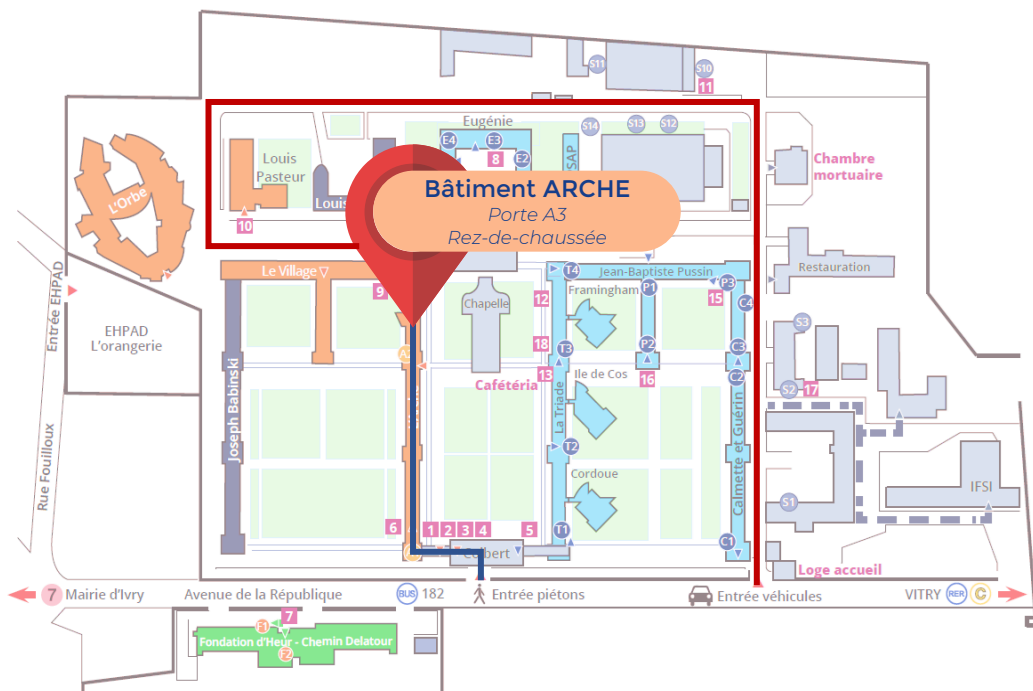 S11
S10
11
Eugénie
E4
E3
E2
8
S14
S13
S12
SAP
Louis
Pasteur
Louis
10
L'Orbe
Chambre
mortuaire
Bâtiment ARCHE
Porte A3
Rez-de-chaussée
Entrée EHPAD
Le Village
9
Jean-Baptiste Pussin
T4
Framingham
P1
P3
15
C4
Restauration
Chapelle
12
EHPAD
L'orangerie
S3
18
T3
P2
C3
13
16
C2
Cafétéria
Ile de Cos
S2
17
Joseph Babinski
La Triade
Calmette et Guérin
T2
Rue Fouilloux
Cordoue
IFSI
S1
6
1
2
3
4
5
T1
C1
Colbert
Loge accueil
7
Mairie d'Ivry
Avenue de la République
BUS
182
Entrée piétons
Entrée véhicules
VITRY
RER
C
7
F1
Fondation d'Heur - Chemin Delatour
F2